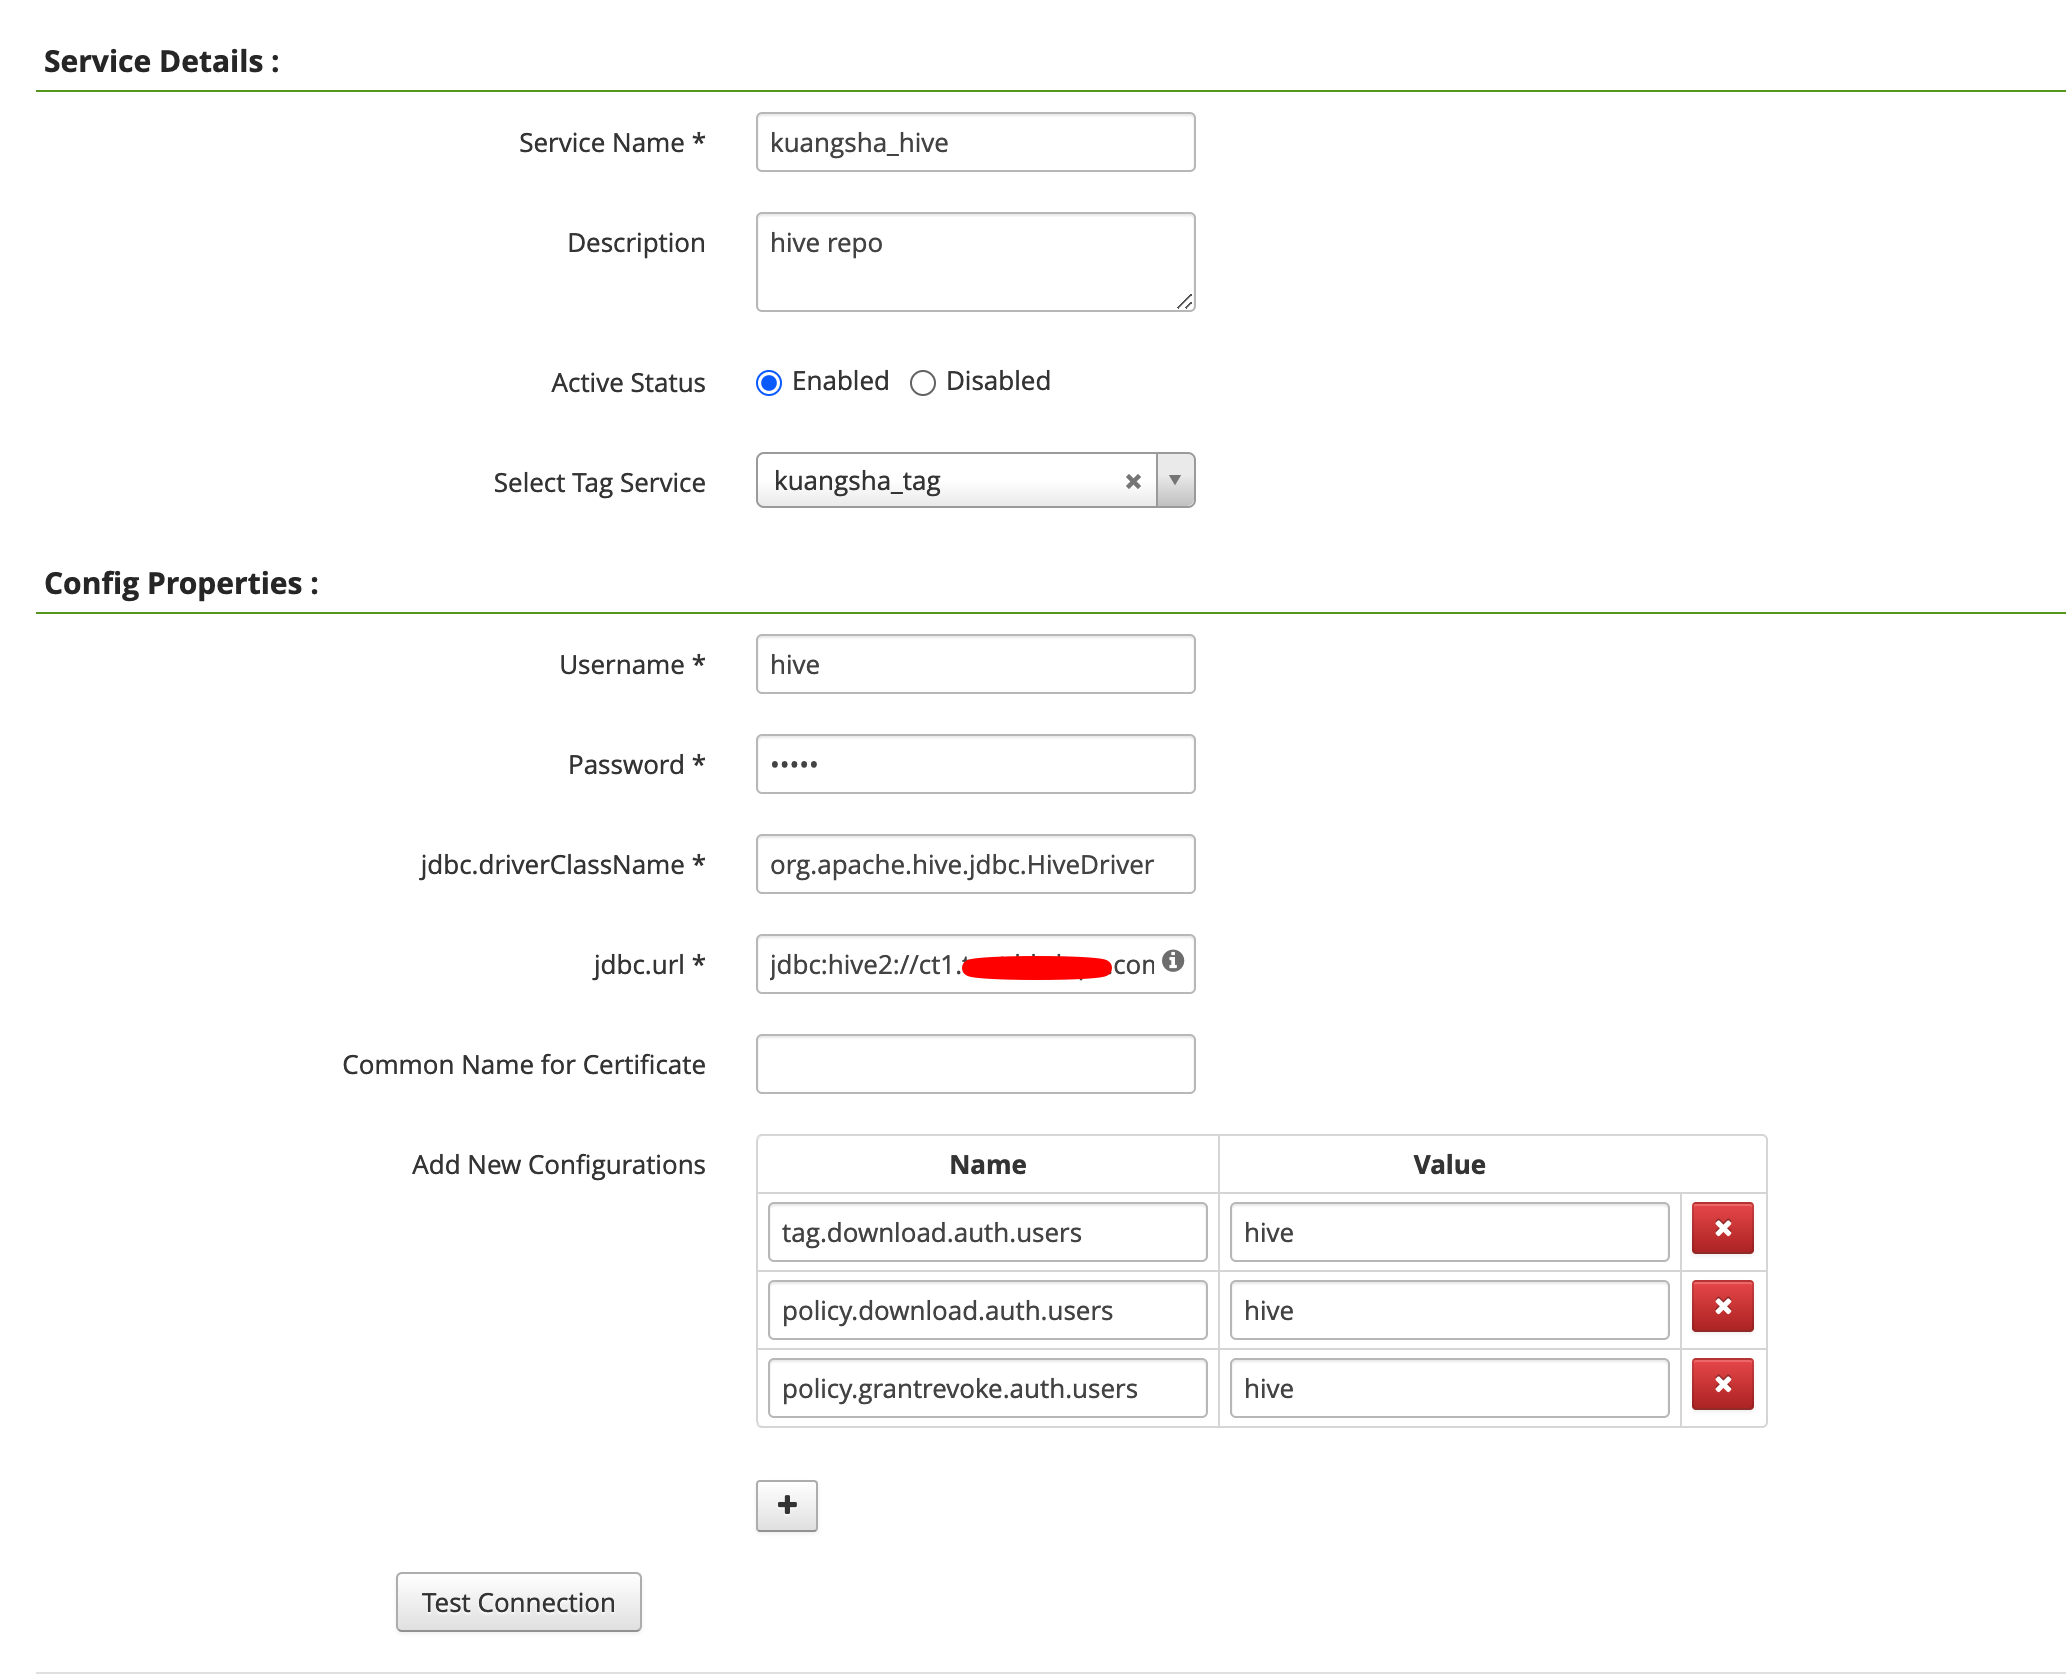 Service Details :
Service Name * kuangsha_hive
Description hive repo
Active Status Enabled Disabled
Select Tag Service kuangsha_tag
Config Properties :
Username * hive
Password * •••••
jdbc.driverClassName * org.apache.hive.jdbc.HiveDriver
jdbc.url * jdbc:hive2://ct1. .con
Common Name for Certificate
Add New Configurations Name Value
tag.download.auth.users hive
policy.download.auth.users hive
policy.grantrevoke.auth.users hive
Test Connection